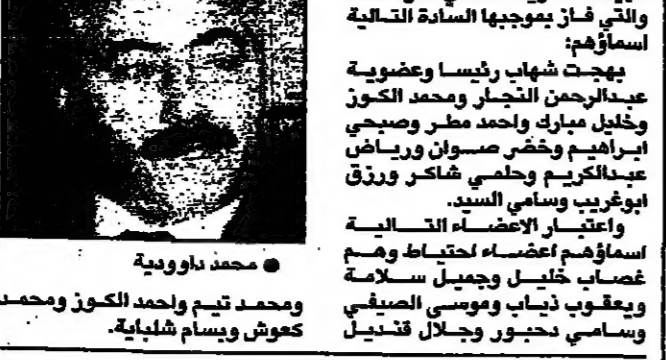 والتي فاز بموجبها السادة التالية
اسماؤهم:
بهجت شهاب رئيسا وعضوية
عبدالرحمن النجار ومحمد الكوز
وخليل مبارك واحمد مطر وصبحي
ابراهيم وخضر صوان ورياض
عبدالكريم وحلمي شاكر ورزق
ابوغريب وسامي السيد.
واعتبار الاعضاء التالية
اسماؤهم اعضاء احتياط وهم
غصاب خليل وجميل سلامة
ويعقوب ذياب وموسى الصيفي
وسامي دحبور وجلال قنديل
● محمد داوودية
ومحمد تيم واحمد الكوز ومحمد
كعوش وبسام شلباية.